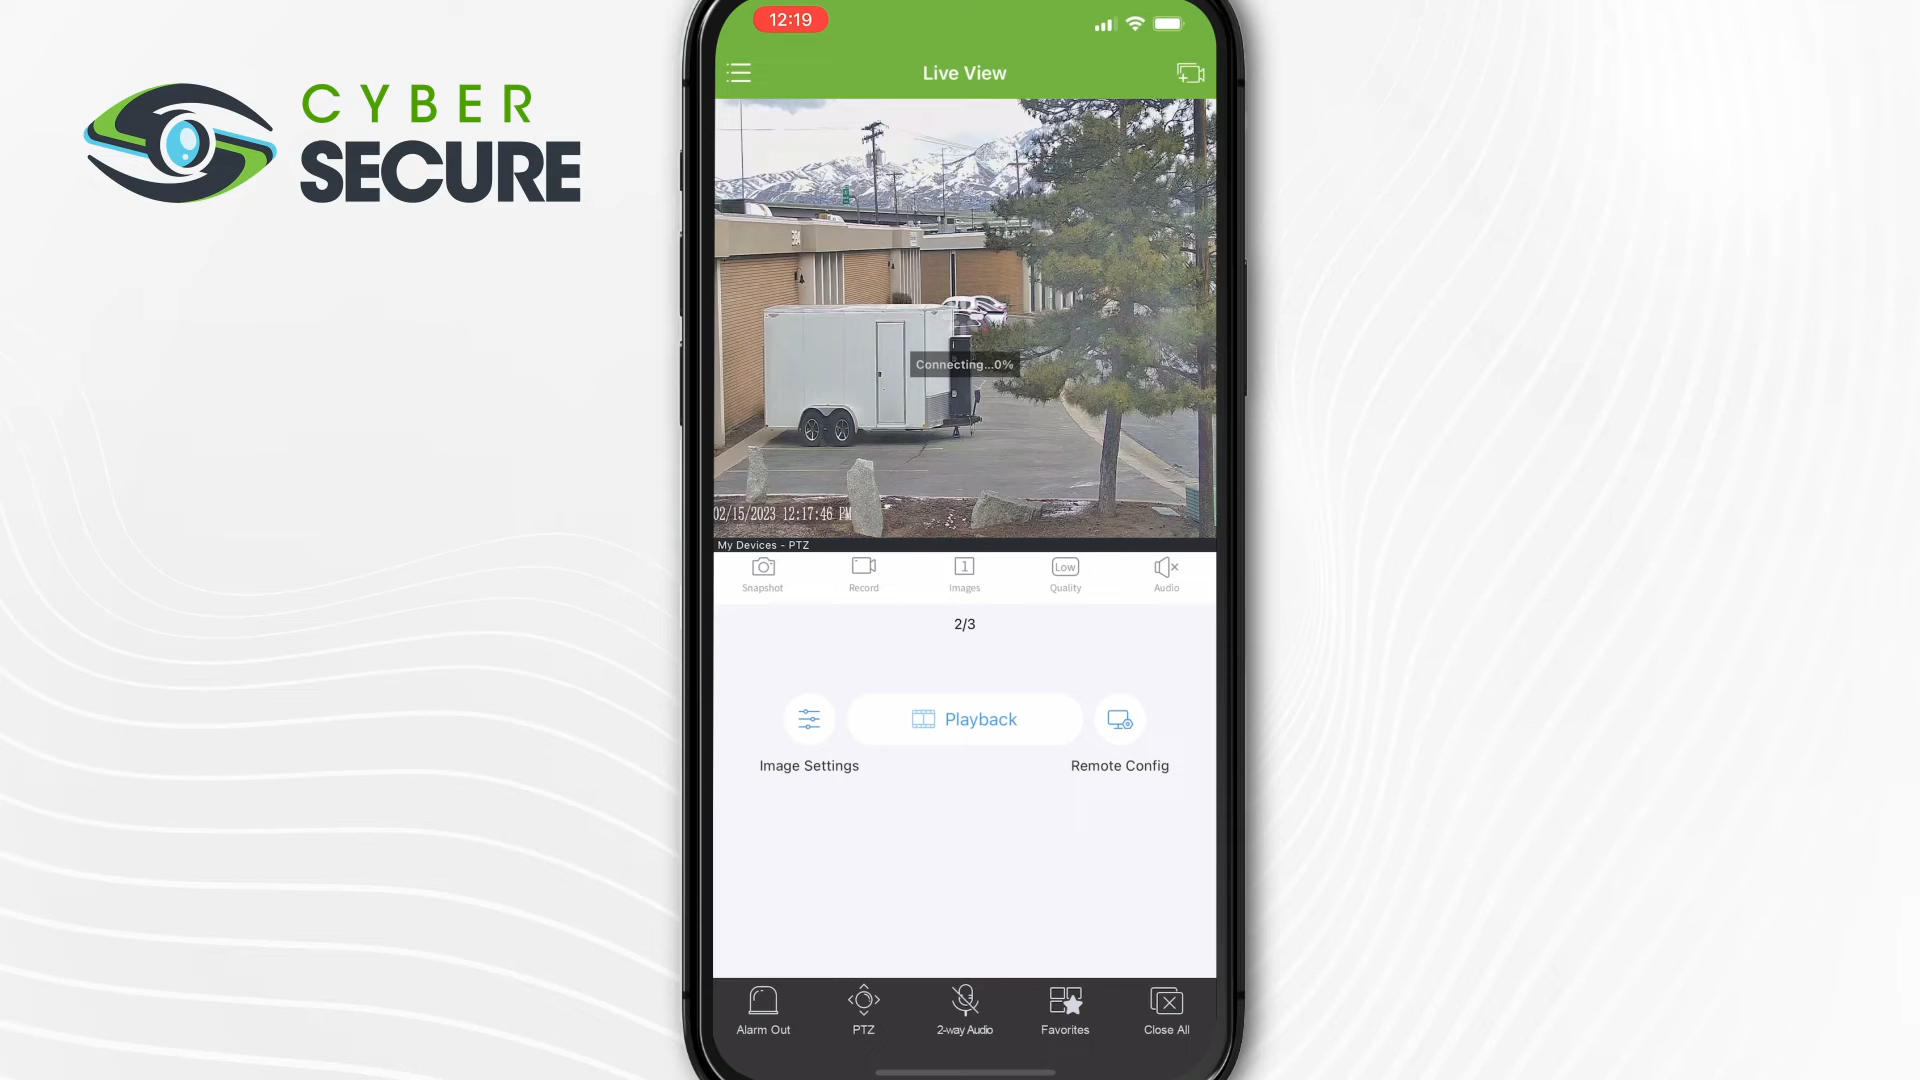 CYBER
SECURE
12:19
Live View
Connecting...0%
02/15/2023 12:17:46 PM
My Devices - PTZ
Snapshot
Record
1
Images
Low
Quality
Audio
2/3
Playback
Image Settings
Remote Config
Alarm Out
PTZ
2-way Audio
Favorites
Close All